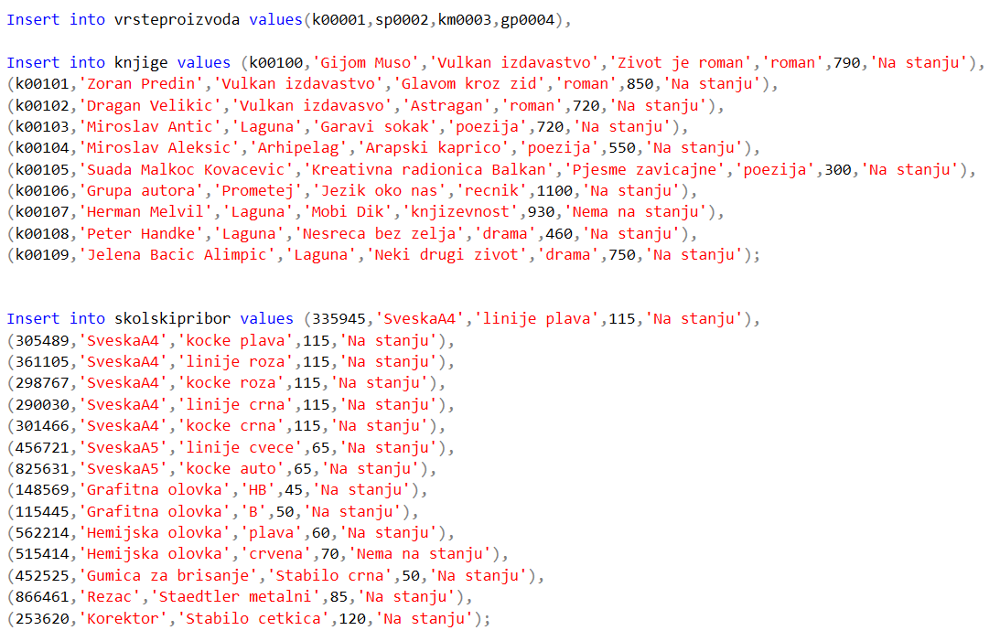 Insert into vrsteproizvoda values(k00001,sp0002,km0003,gp0004),
Insert into knjige values (k00100,'Gijom Muso','Vulkan izdavastvo','Zivot je roman','roman',790,'Na stanju'),
(k00101,'Zoran Predin','Vulkan izdavastvo','Glavom kroz zid','roman',850,'Na stanju'),
(k00102,'Dragan Velikic','Vulkan izdavasvo','Astragan','roman',720,'Na stanju'),
(k00103,'Miroslav Antic','Laguna','Garavi sokak','poezija',720,'Na stanju'),
(k00104,'Miroslav Aleksic','Arhipelag','Arapski kaprico','poezija',550,'Na stanju'),
(k00105,'Suada Malkoc Kovacevic','Kreativna radionica Balkan','Pjesme zavicajne','poezija',300,'Na stanju'),
(k00106,'Grupa autora','Prometej','Jezik oko nas','recnik',1100,'Na stanju'),
(k00107,'Herman Melvil','Laguna','Mobi Dik','knjizevnost',930,'Nema na stanju'),
(k00108,'Peter Handke','Laguna','Nesreca bez zelja','drama',460,'Na stanju'),
(k00109,'Jelena Bacic Alimpic','Laguna','Neki drugi zivot','drama',750,'Na stanju');
Insert into skolskipribor values (335945,'SveskaA4','linije plava',115,'Na stanju'),
(305489,'SveskaA4','kocke plava',115,'Na stanju'),
(361105,'SveskaA4','linije roza',115,'Na stanju'),
(298767,'SveskaA4','kocke roza',115,'Na stanju'),
(290030,'SveskaA4','linije crna',115,'Na stanju'),
(301466,'SveskaA4','kocke crna',115,'Na stanju'),
(456721,'SveskaA5','linije cvece',65,'Na stanju'),
(825631,'SveskaA5','kocke auto',65,'Na stanju'),
(148569,'Grafitna olovka','HB',45,'Na stanju'),
(115445,'Grafitna olovka','B',50,'Na stanju'),
(562214,'Hemijska olovka','plava',60,'Na stanju'),
(515414,'Hemijska olovka','crvena',70,'Nema na stanju'),
(452525,'Gumica za brisanje','Stabilo crna',50,'Na stanju'),
(866461,'Rezac','Staedtler metalni',85,'Na stanju'),
(253620,'Korektor','Stabilo cetkica',120,'Na stanju');